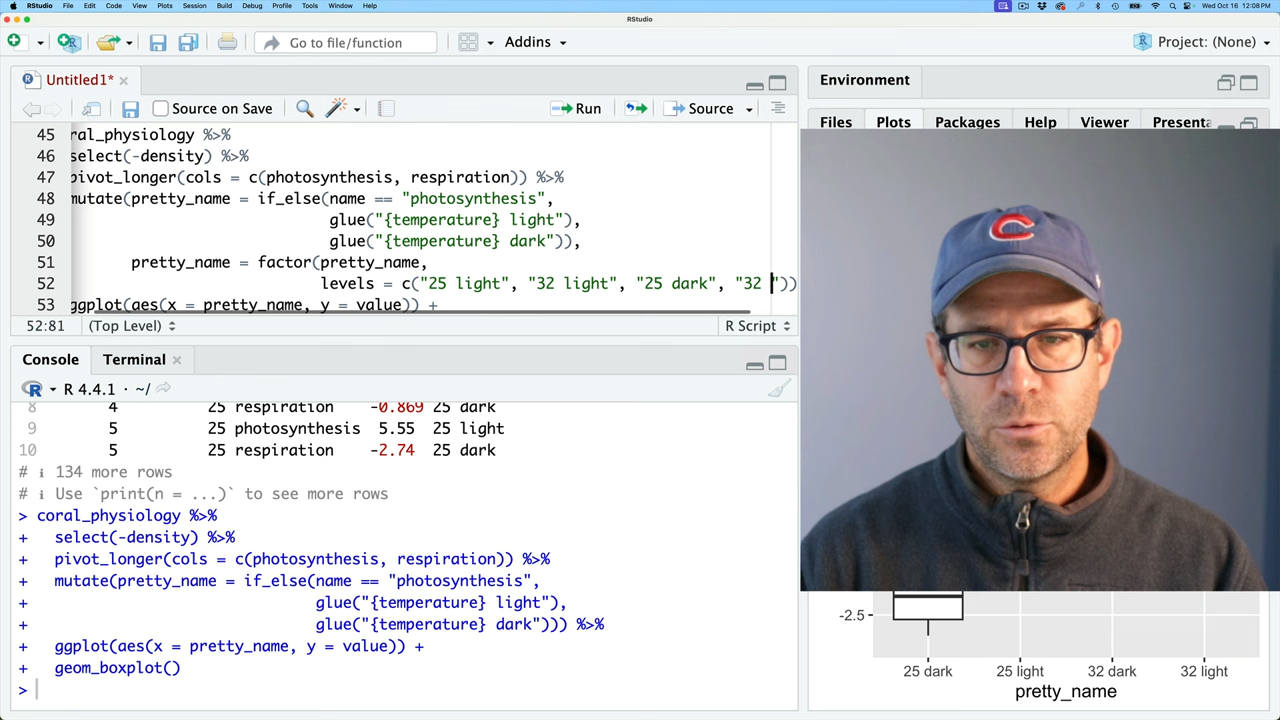 RStudio File Edit Code View Plots Session Build Debug Profile Tools Window Help Wed Oct 16 12:08 PM
RStudio
Go to file/function Addins Project: (None)
Untitled1*
Source on Save Run Source
45 ral_physiology %>%
46 select(-density) %>%
47 pivot_longer(cols = c(photosynthesis, respiration)) %>%
48 mutate(pretty_name = if_else(name == "photosynthesis",
49 glue("{temperature} light"),
50 glue("{temperature} dark")),
51 pretty_name = factor(pretty_name,
52 levels = c("25 light", "32 light", "25 dark", "32 "))
53 ggplot(aes(x = pretty_name, y = value)) +
52:81 (Top Level) R Script
Console Terminal
R 4.4.1 · ~/
8 4 25 respiration -0.869 25 dark
9 5 25 photosynthesis 5.55 25 light
10 5 25 respiration -2.74 25 dark
# ℹ 134 more rows
# ℹ Use `print(n = ...)` to see more rows
> coral_physiology %>%
+ select(-density) %>%
+ pivot_longer(cols = c(photosynthesis, respiration)) %>%
+ mutate(pretty_name = if_else(name == "photosynthesis",
+ glue("{temperature} light"),
+ glue("{temperature} dark"))) %>%
+ ggplot(aes(x = pretty_name, y = value)) +
+ geom_boxplot()
>
Environment
Files Plots Packages Help Viewer Presenta
C
-2.5
25 dark 25 light 32 dark 32 light
pretty_name